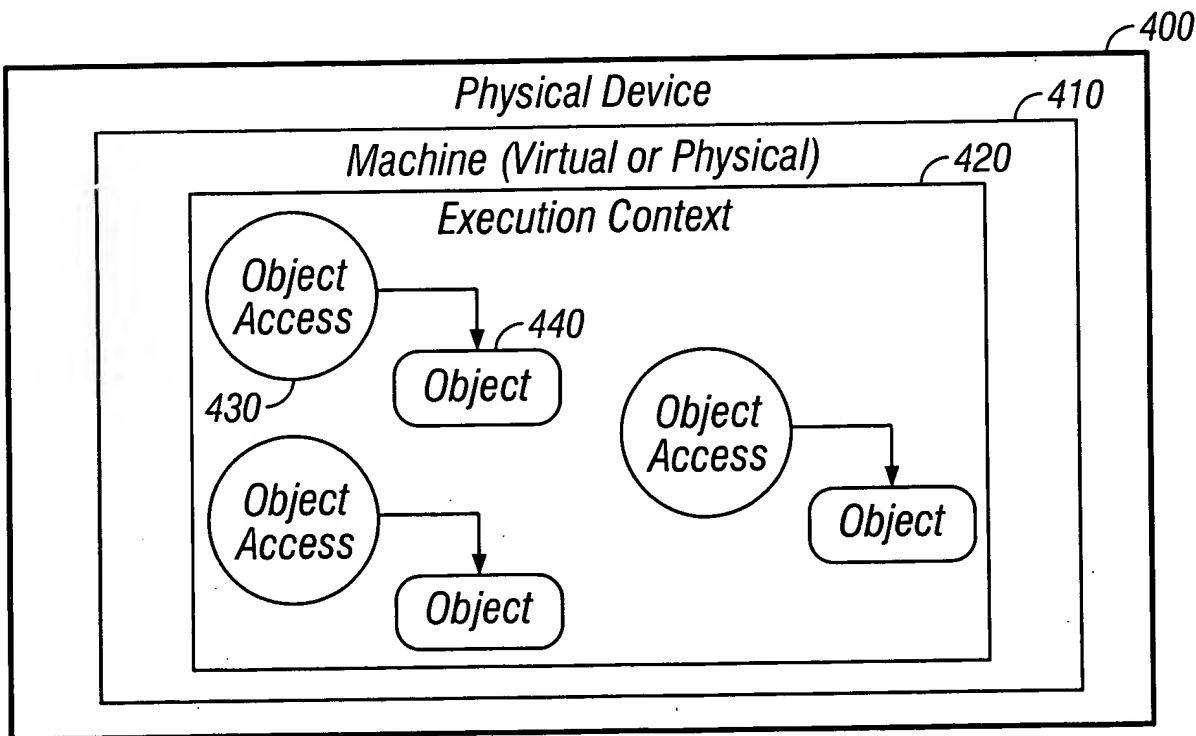 400
Physical Device
410
Machine (Virtual or Physical)
420
Execution Context
Object
Access
440
Object
430
Object
Access
Object
Access
Object
Object